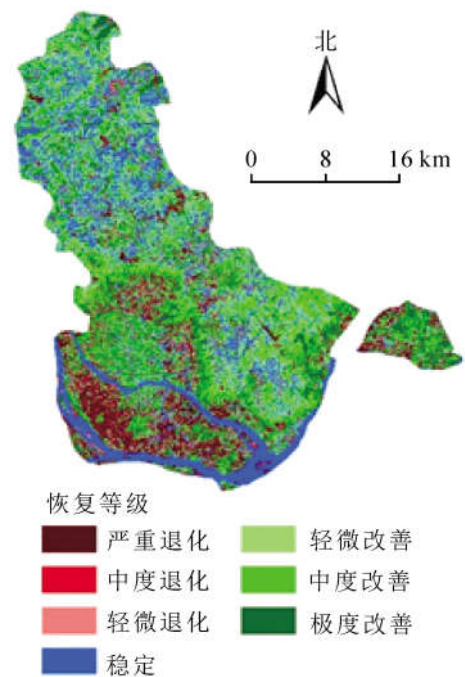 北
0 8 16 km
恢复等级
严重退化 轻微改善
中度退化 中度改善
轻微退化 极度改善
稳定